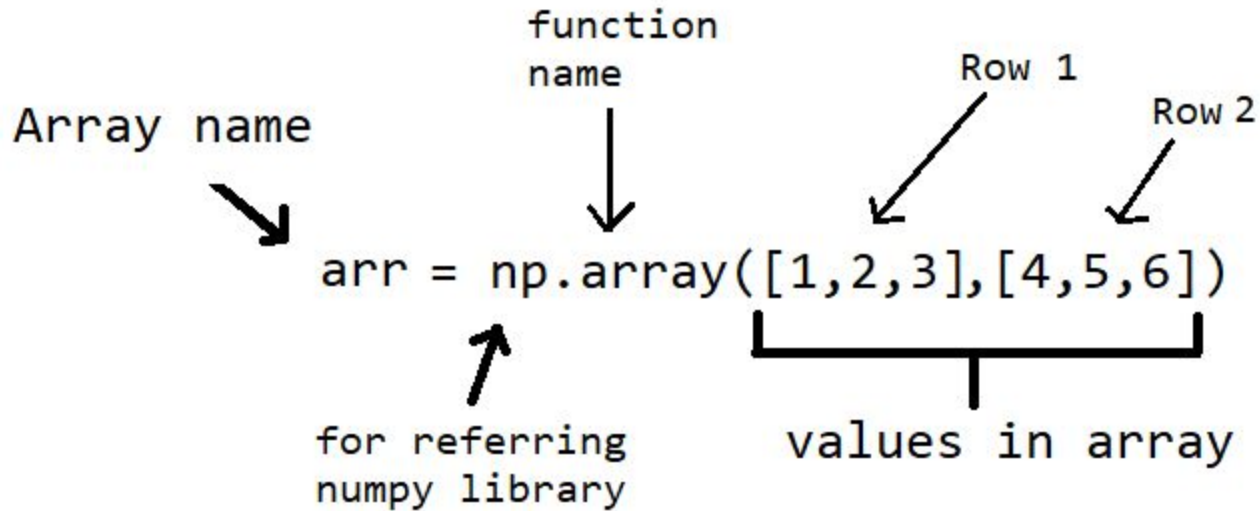 function
name
Row 1
Row 2
Array name
arr = np.array([1,2,3],[4,5,6])
for referring
numpy library
values in array